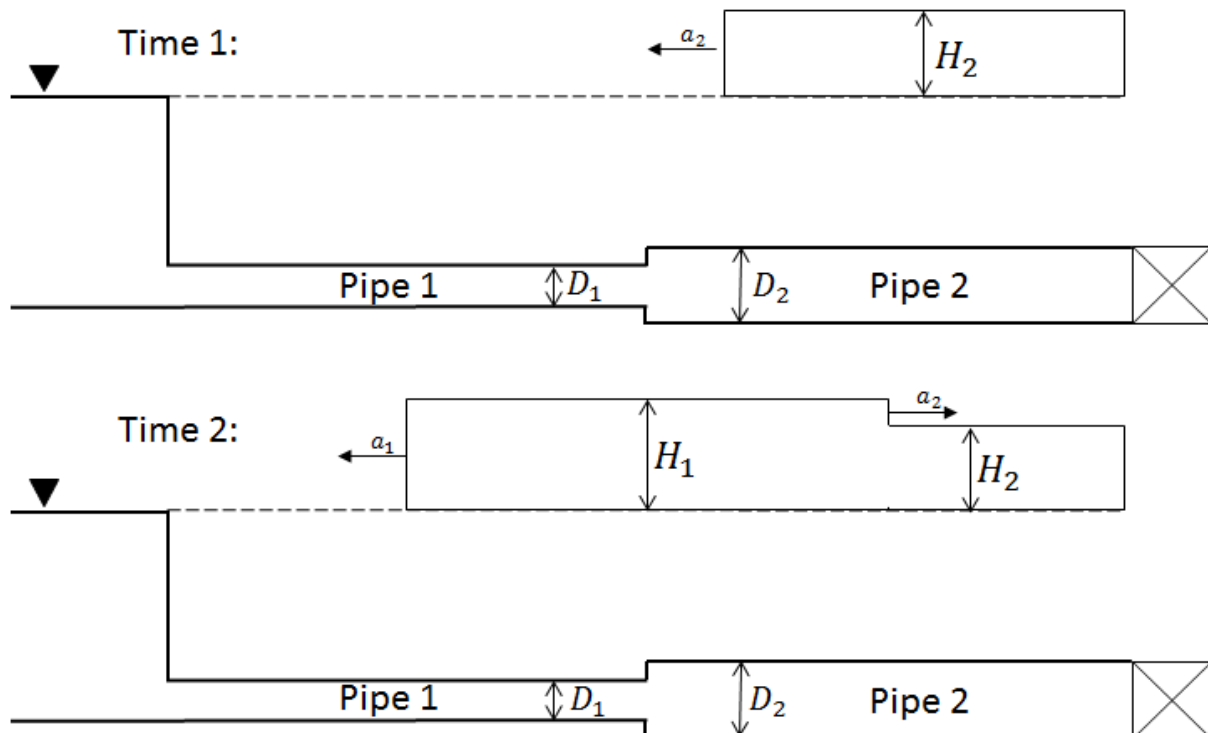 Time 1:
a₂
H₂
Pipe 1
D₁
D₂
Pipe 2
Time 2:
a₂
a₁
H₁
H₂
Pipe 1
D₁
D₂
Pipe 2